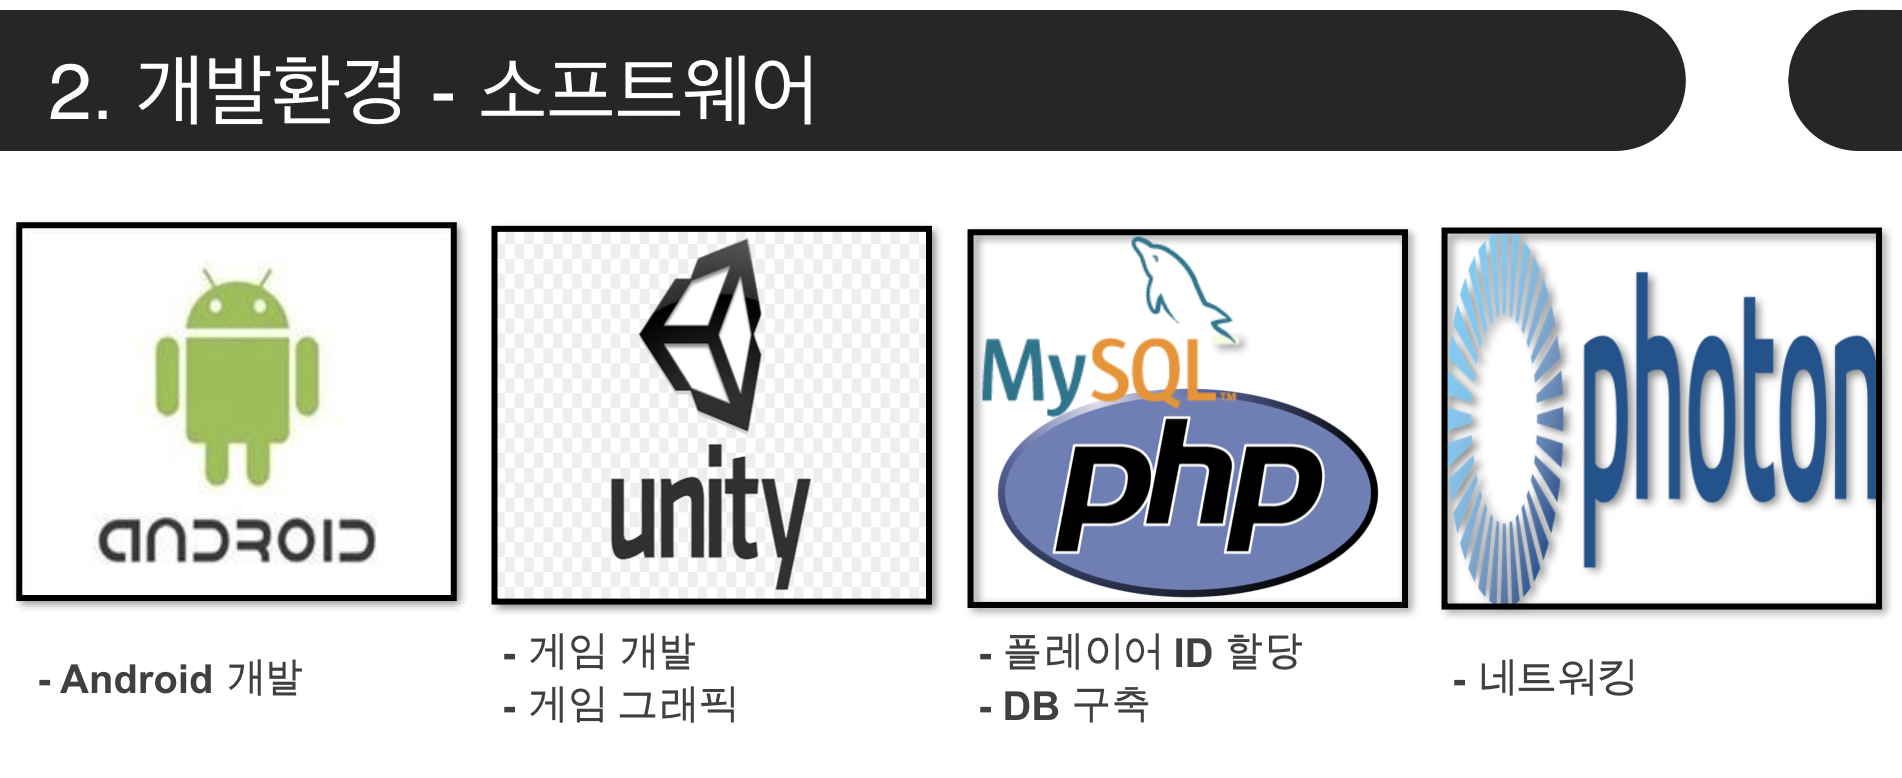 2. 개발환경 - 소프트웨어
ANDROID
- Android 개발
unity
- 게임 개발
- 게임 그래픽
MySQL™
php
- 플레이어 ID 할당
- DB 구축
photon
- 네트워킹